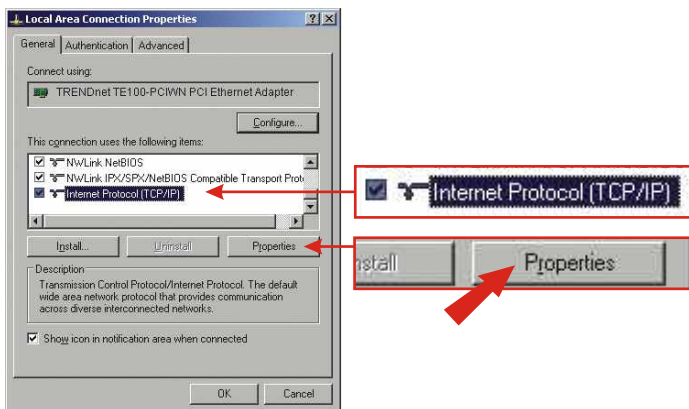 Local Area Connection Properties
General Authentication Advanced
Connect using:
TRENDnet TE100-PCIWN PCI Ethernet Adapter
Configure...
This connection uses the following items:
NWLink NetBIOS
NWLink IPX/SPX/NetBIOS Compatible Transport Prot
Internet Protocol (TCP/IP)
Install... Uninstall Properties
Description
Transmission Control Protocol/Internet Protocol. The default
wide area network protocol that provides communication
across diverse interconnected networks.
Show icon in notification area when connected
OK Cancel
Internet Protocol (TCP/IP)
nstall Properties